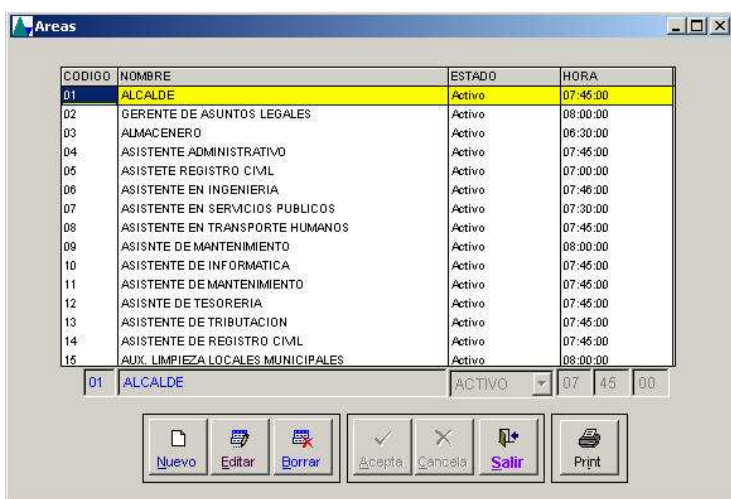 Areas
CODIGO NOMBRE ESTADO HORA
01 ALCALDE Activo 07:45:00
02 GERENTE DE ASUNTOS LEGALES Activo 08:00:00
03 ALMACENERO Activo 06:30:00
04 ASISTENTE ADMINISTRATIVO Activo 07:45:00
05 ASISTETE REGISTRO CIVIL Activo 07:00:00
06 ASISTENTE EN INGENIERIA Activo 07:46:00
07 ASISTENTE EN SERVICIOS PUBLICOS Activo 07:30:00
08 ASISTENTE EN TRANSPORTE HUMANOS Activo 07:45:00
09 ASISNTE DE MANTENIMIENTO Activo 08:00:00
10 ASISTENTE DE INFORMATICA Activo 07:45:00
11 ASISTENTE DE MANTENIMIENTO Activo 07:45:00
12 ASISNTE DE TESORERIA Activo 07:45:00
13 ASISTENTE DE TRIBUTACION Activo 07:45:00
14 ASISTENTE DE REGISTRO CIVIL Activo 07:45:00
15 AUX. LIMPIEZA LOCALES MUNICIPALES Activo 08:00:00
01 ALCALDE ACTIVO 07 45 00
Nuevo Editar Borrar Acepta Cancela Salir Print